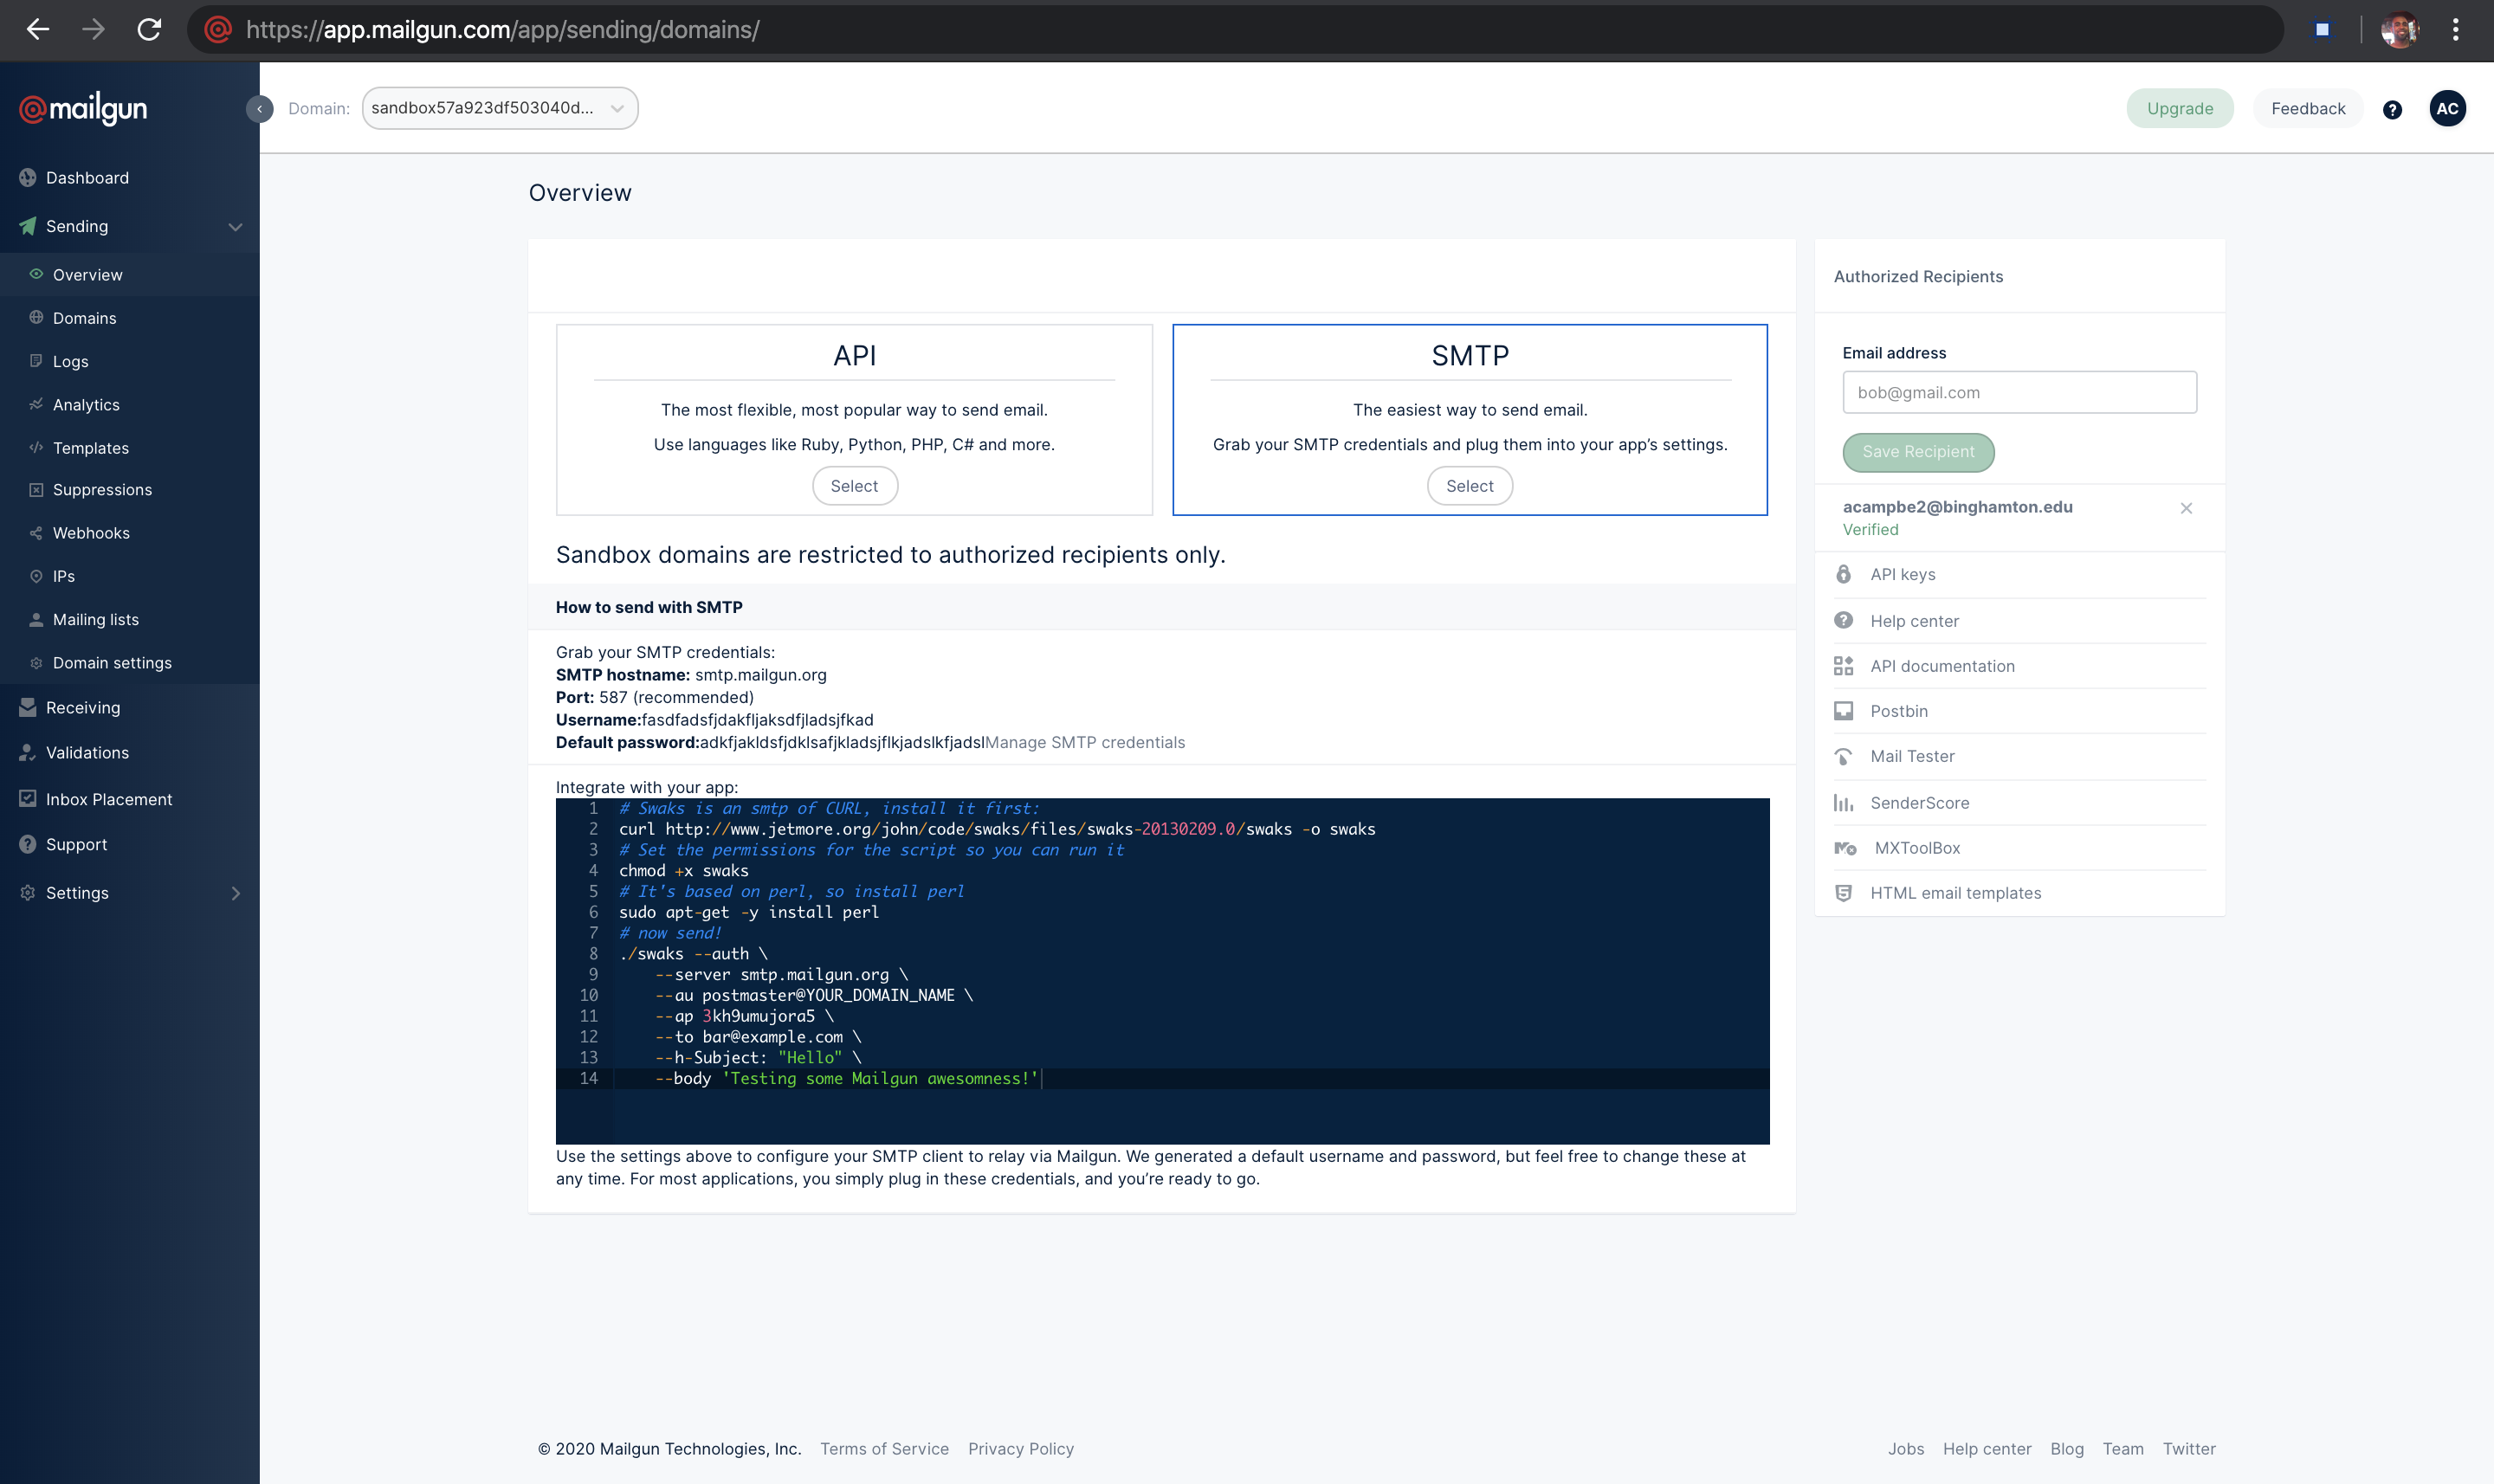 https://app.mailgun.com/app/sending/domains/
mailgun
Domain: sandbox57a923df503040d...
Upgrade
Feedback
?
AC
Dashboard
Sending
Overview
Domains
Logs
Analytics
Templates
Suppressions
Webhooks
IPs
Mailing lists
Domain settings
Receiving
Validations
Inbox Placement
Support
Settings
Overview
API
The most flexible, most popular way to send email.
Use languages like Ruby, Python, PHP, C# and more.
Select
SMTP
The easiest way to send email.
Grab your SMTP credentials and plug them into your app’s settings.
Select
Sandbox domains are restricted to authorized recipients only.
How to send with SMTP
Grab your SMTP credentials:
SMTP hostname: smtp.mailgun.org
Port: 587 (recommended)
Username:fasdfadsfjdakfljaksdfjladsjfkad
Default password:adkfjakldsfjdklsafjkladsjflkjadslkfjadslManage SMTP credentials
Integrate with your app:
1 # Swaks is an smtp of CURL, install it first:
2 curl http://www.jetmore.org/john/code/swaks/files/swaks-20130209.0/swaks -o swaks
3 # Set the permissions for the script so you can run it
4 chmod +x swaks
5 # It's based on perl, so install perl
6 sudo apt-get -y install perl
7 # now send!
8 ./swaks --auth \
9 --server smtp.mailgun.org \
10 --au postmaster@YOUR_DOMAIN_NAME \
11 --ap 3kh9umujora5 \
12 --to bar@example.com \
13 --h-Subject: "Hello" \
14 --body 'Testing some Mailgun awesomness!'
Use the settings above to configure your SMTP client to relay via Mailgun. We generated a default username and password, but feel free to change these at
any time. For most applications, you simply plug in these credentials, and you’re ready to go.
Authorized Recipients
Email address
bob@gmail.com
Save Recipient
acampbe2@binghamton.edu
Verified
API keys
Help center
API documentation
Postbin
Mail Tester
SenderScore
MXToolBox
HTML email templates
© 2020 Mailgun Technologies, Inc. Terms of Service Privacy Policy
Jobs Help center Blog Team Twitter